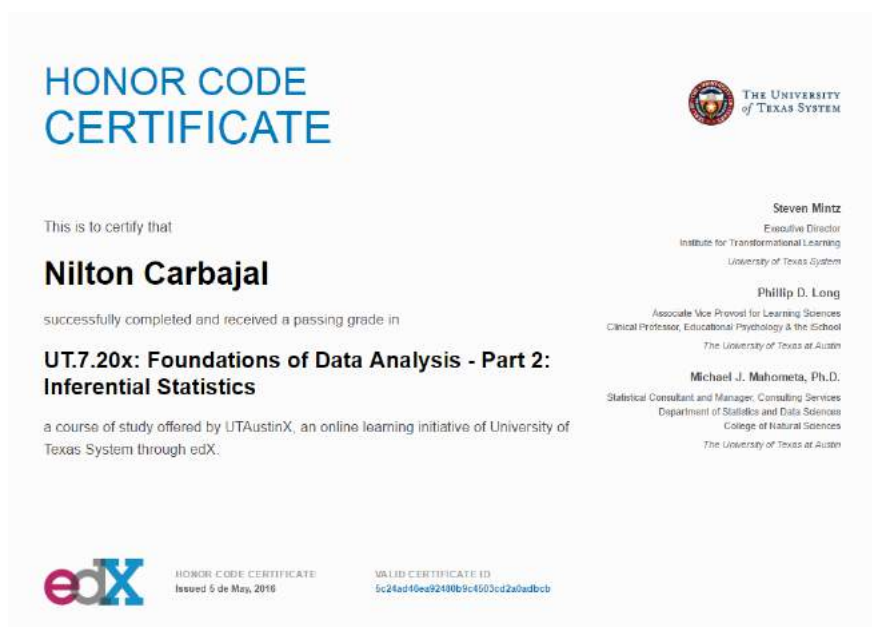 HONOR CODE
CERTIFICATE
THE UNIVERSITY
of TEXAS SYSTEM
This is to certify that
Nilton Carbajal
successfully completed and received a passing grade in
UT.7.20x: Foundations of Data Analysis - Part 2:
Inferential Statistics
a course of study offered by UTAustinX, an online learning initiative of University of
Texas System through edX.
Steven Mintz
Executive Director
Institute for Transformational Learning
University of Texas System
Phillip D. Long
Associate Vice Provost for Learning Sciences
Clinical Professor, Educational Psychology & the iSchool
The University of Texas at Austin
Michael J. Mahometa, Ph.D.
Statistical Consultant and Manager, Consulting Services
Department of Statistics and Data Sciences
College of Natural Sciences
The University of Texas at Austin
edX
HONOR CODE CERTIFICATE
Issued 5 de May, 2016
VALID CERTIFICATE ID